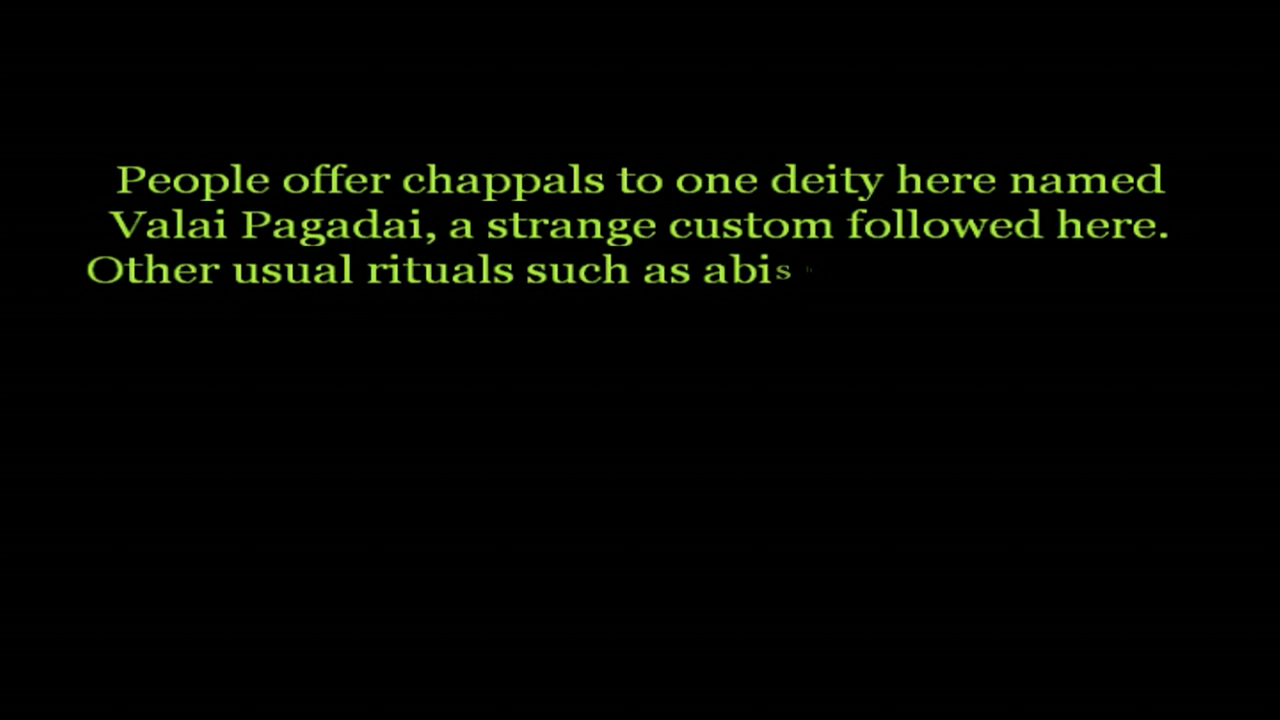 People offer chappals to one deity here named
Valai Pagadai, a strange custom followed here.
Other usual rituals such as abis